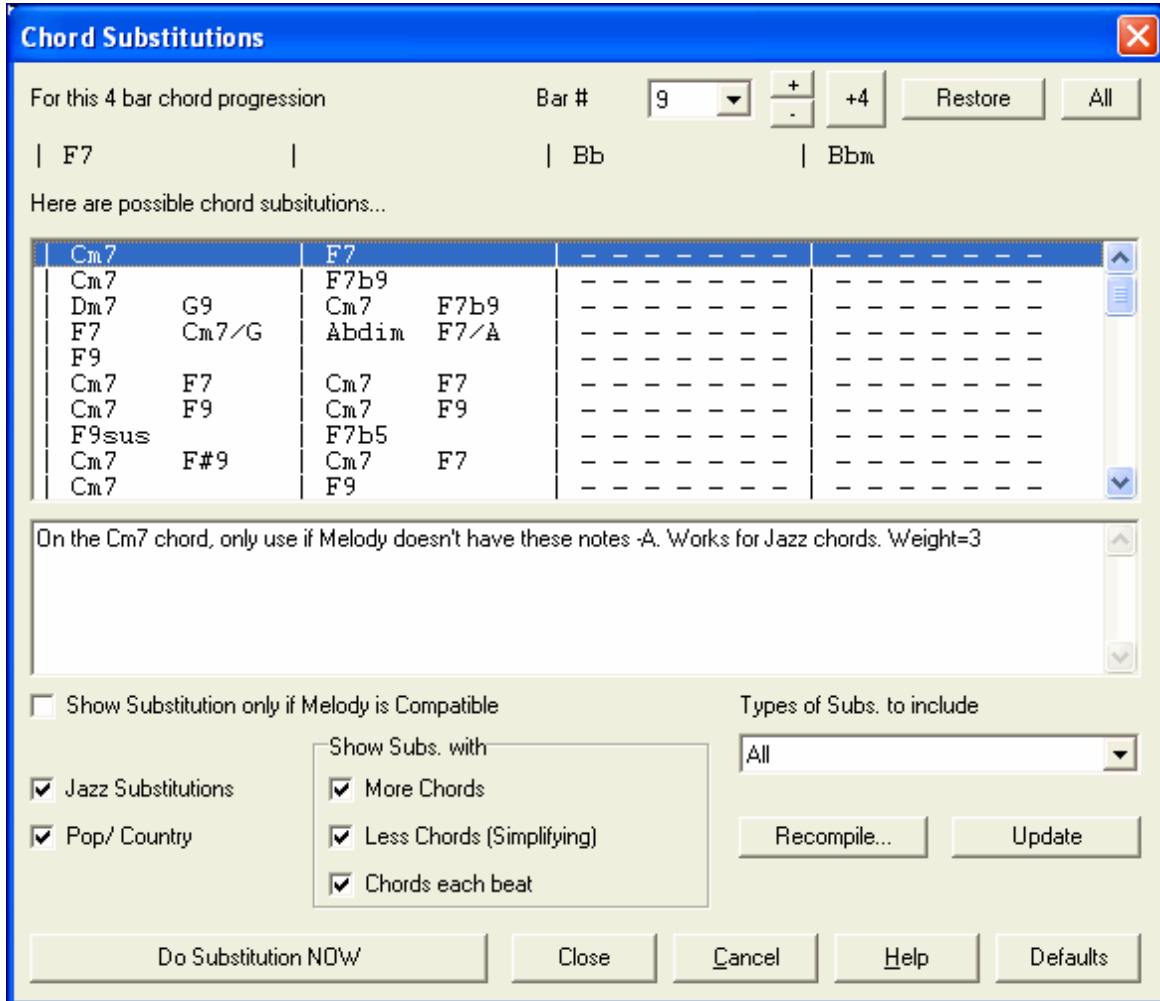 Chord Substitutions
For this 4 bar chord progression Bar # 9 + - +4 Restore All
| F7 | | Bb | Bbm
Here are possible chord subsitutions...
| Cm7 | F7 | – – – – – – – | – – – – – – –
| Cm7 | F7b9 | – – – – – – – | – – – – – – –
| Dm7 G9 | Cm7 F7b9 | – – – – – – – | – – – – – – –
| F7 Cm7/G | Abdim F7/A | – – – – – – – | – – – – – – –
| F9 | | – – – – – – – | – – – – – – –
| Cm7 F7 | Cm7 F7 | – – – – – – – | – – – – – – –
| Cm7 F9 | Cm7 F9 | – – – – – – – | – – – – – – –
| F9sus | F7b5 | – – – – – – – | – – – – – – –
| Cm7 F#9 | Cm7 F7 | – – – – – – – | – – – – – – –
| Cm7 | F9 | – – – – – – – | – – – – – – –
On the Cm7 chord, only use if Melody doesn't have these notes -A. Works for Jazz chords. Weight=3
Show Substitution only if Melody is Compatible Types of Subs. to include
Show Subs. with All
Jazz Substitutions More Chords
Pop/ Country Less Chords (Simplifying) Recompile... Update
Chords each beat
Do Substitution NOW Close Cancel Help Defaults